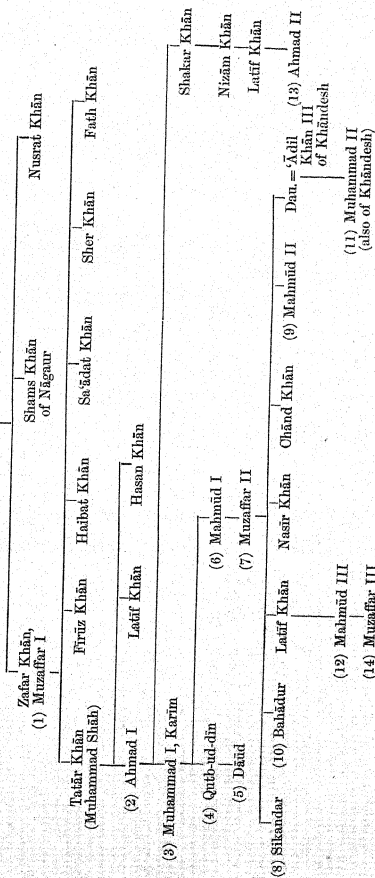 Zafar Khān,
(1) Muzaffar I
Shams Khān
of Nāgaur
Nusrat Khān
Tatār Khān
(Muhammad Shāh)
Fīrūz Khān
Haibat Khān
Sa'ādat Khān
Sher Khān
Fath Khān
(2) Ahmad I
Latīf Khān
Hasan Khān
(3) Muhammad I, Karīm
Shakar Khān
(4) Qutb-ud-dīn
(6) Mahmūd I
Nizām Khān
(5) Dāūd
(7) Muzaffar II
Latīf Khān
(8) Sikandar
(10) Bahādur
Latīf Khān
Nasīr Khān
Chānd Khān
(9) Mahmūd II
Dau. = Ādil
Khān III
of Khāndesh
(13) Ahmad II
(12) Mahmūd III
(11) Muhammad II
(also of Khāndesh)
(14) Muzaffar III